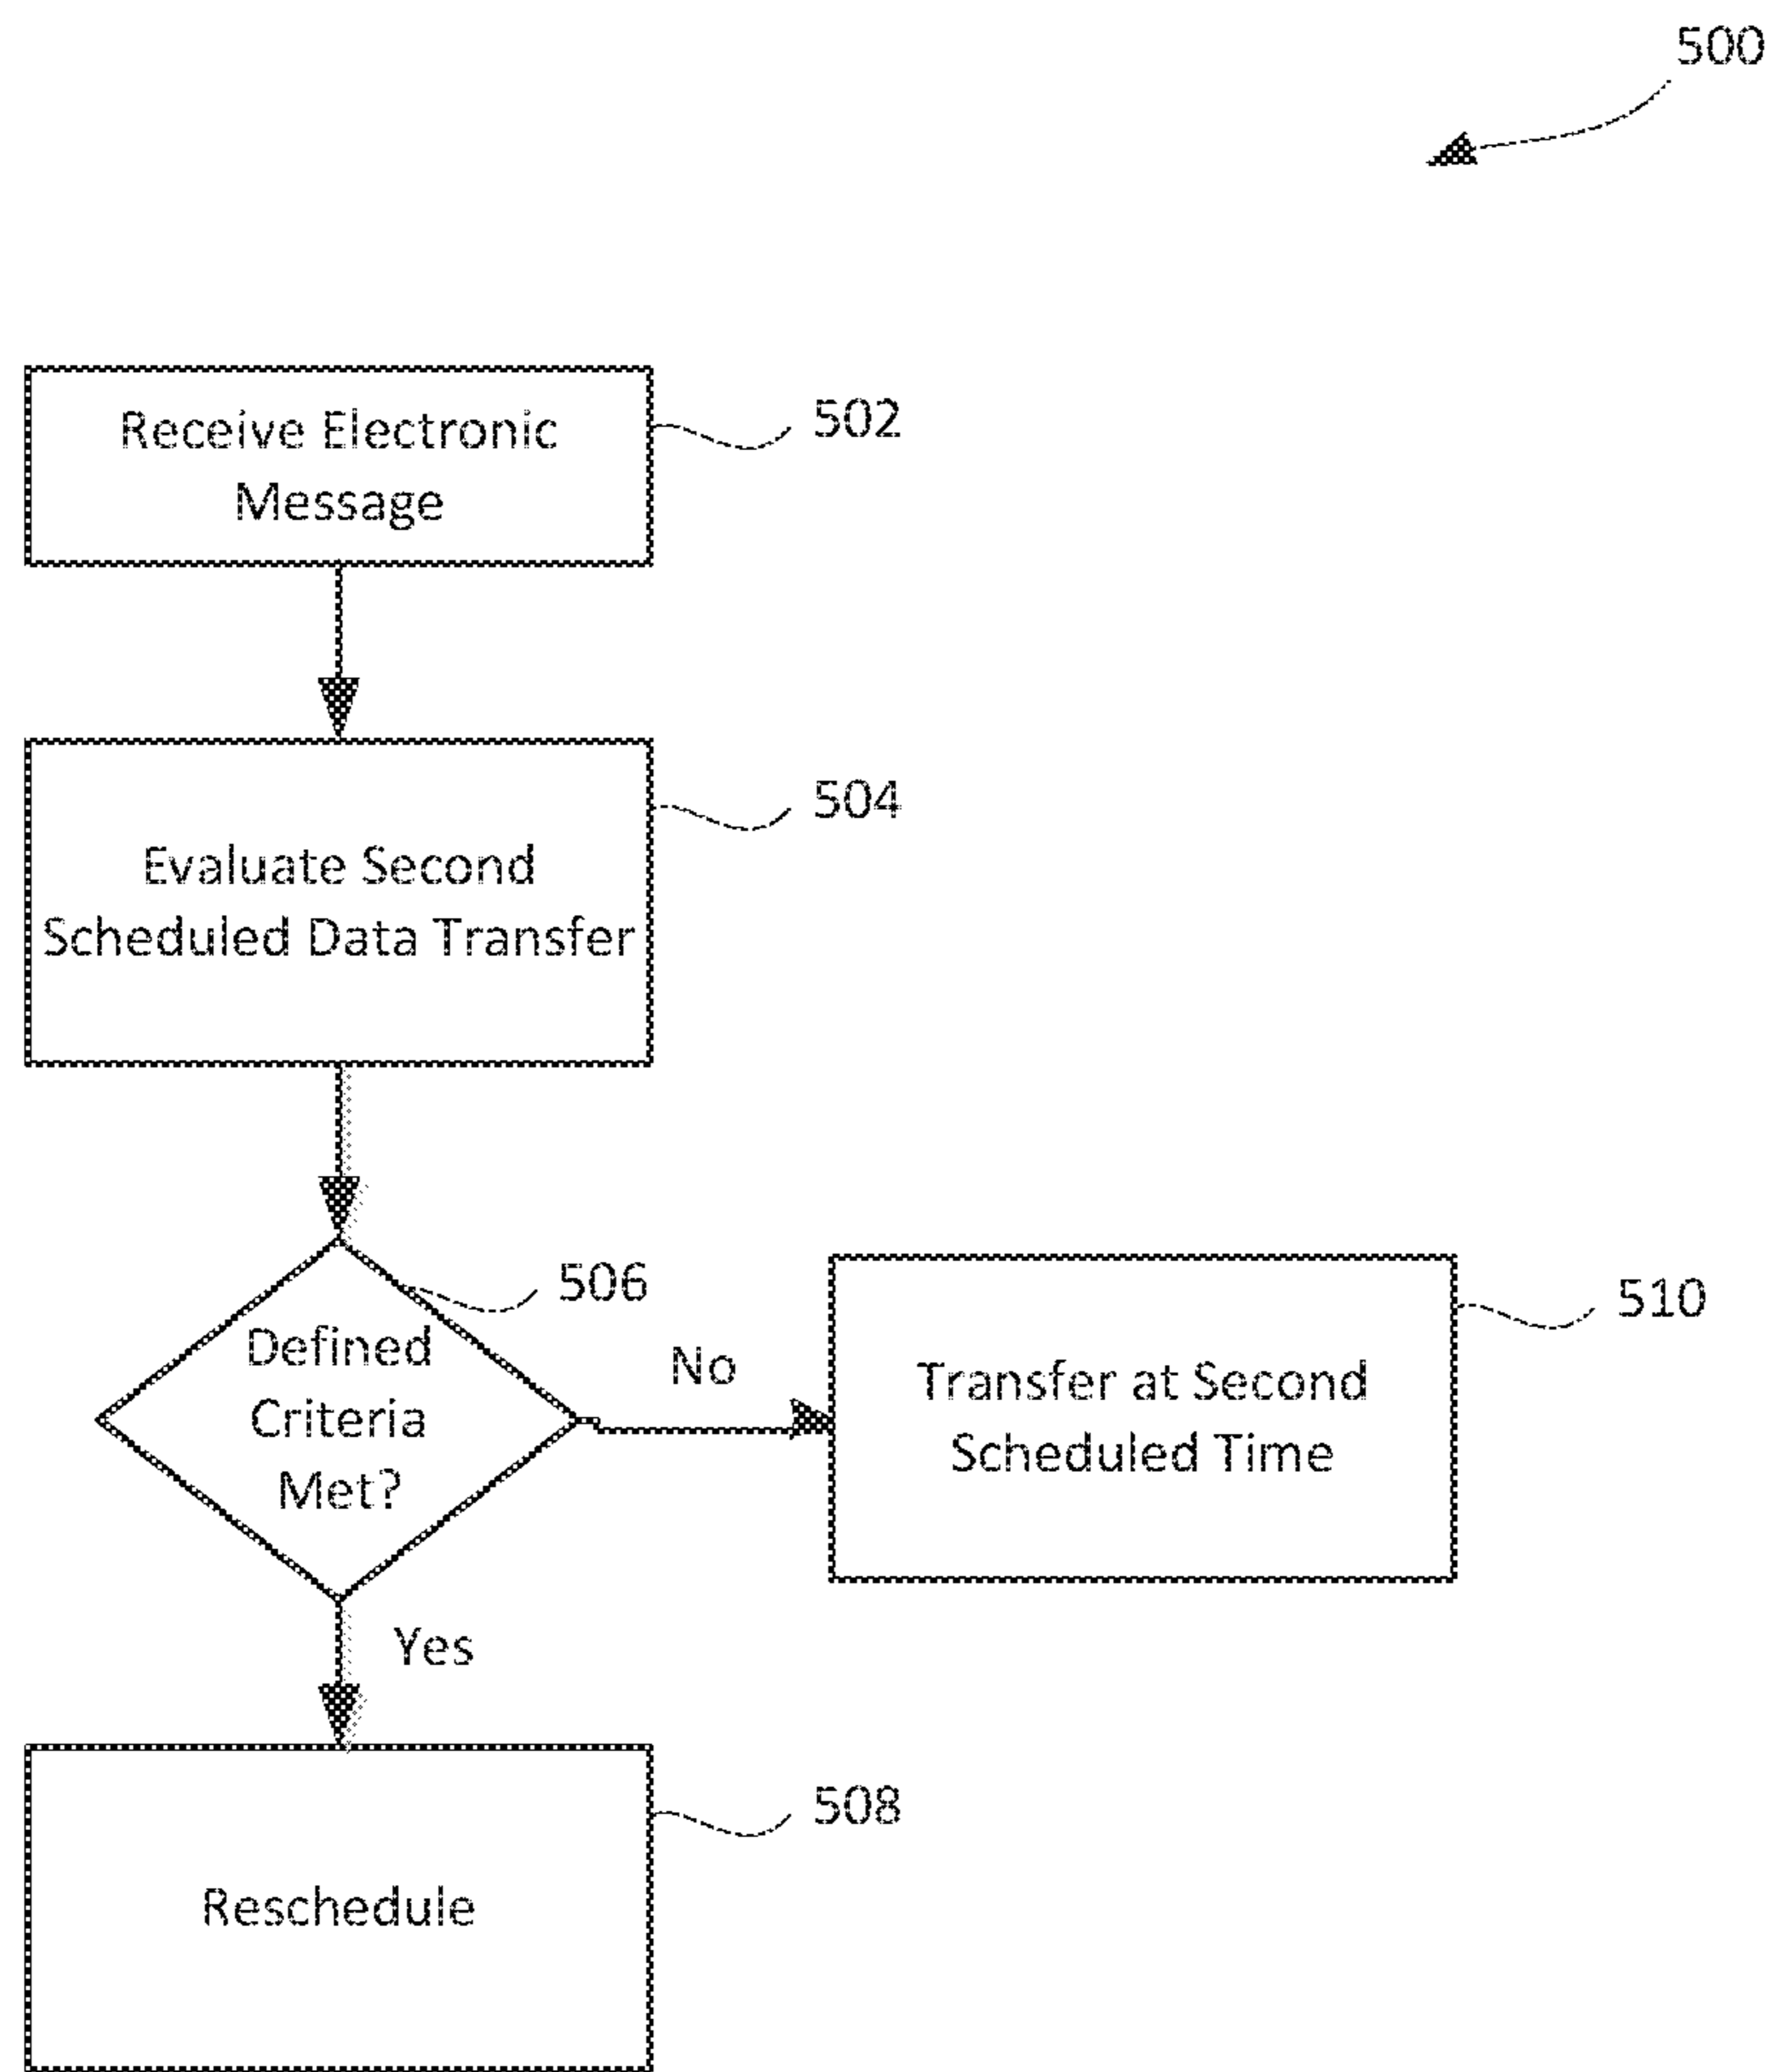 500
Receive Electronic
Message
502
Evaluate Second
Scheduled Data Transfer
504
506
Defined
Criteria
Met?
No
Transfer at Second
Scheduled Time
510
Yes
Reschedule
508